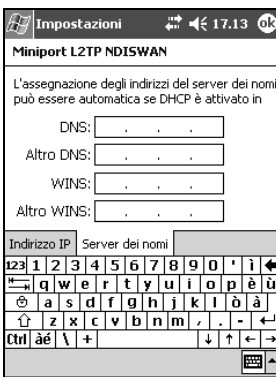 Impostazioni 17.13 ok
Miniport L2TP NDISWAN
L'assegnazione degli indirizzi del server dei nomi
può essere automatica se DHCP è attivato in
DNS: . . .
Altro DNS: . . .
WINS: . . .
Altro WINS: . . .
Indirizzo IP Server dei nomi
123 1 2 3 4 5 6 7 8 9 0 ' ì
q w e r t y u i o p è ù
a s d f g h j k l ò à
z x c v b n m , . -
Ctrl àé \ +